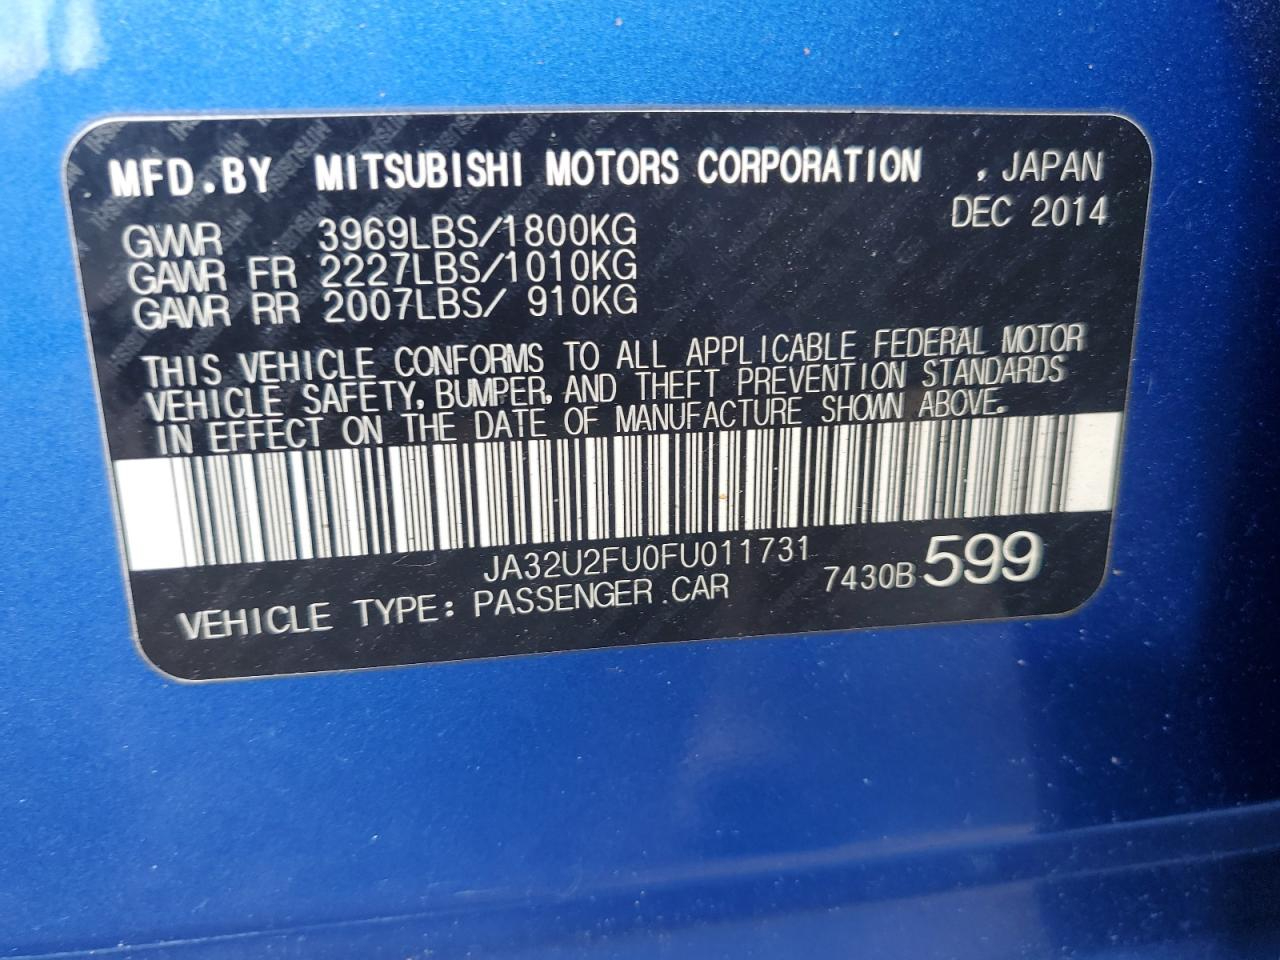 MFD.BY MITSUBISHI MOTORS CORPORATION , JAPAN
DEC 2014
GVWR 3969LBS/1800KG
GAWR FR 2227LBS/1010KG
GAWR RR 2007LBS/ 910KG
THIS VEHICLE CONFORMS TO ALL APPLICABLE FEDERAL MOTOR
VEHICLE SAFETY, BUMPER, AND THEFT PREVENTION STANDARDS
IN EFFECT ON THE DATE OF MANUFACTURE SHOWN ABOVE.
JA32U2FU0FU011731
VEHICLE TYPE: PASSENGER CAR 7430B 599